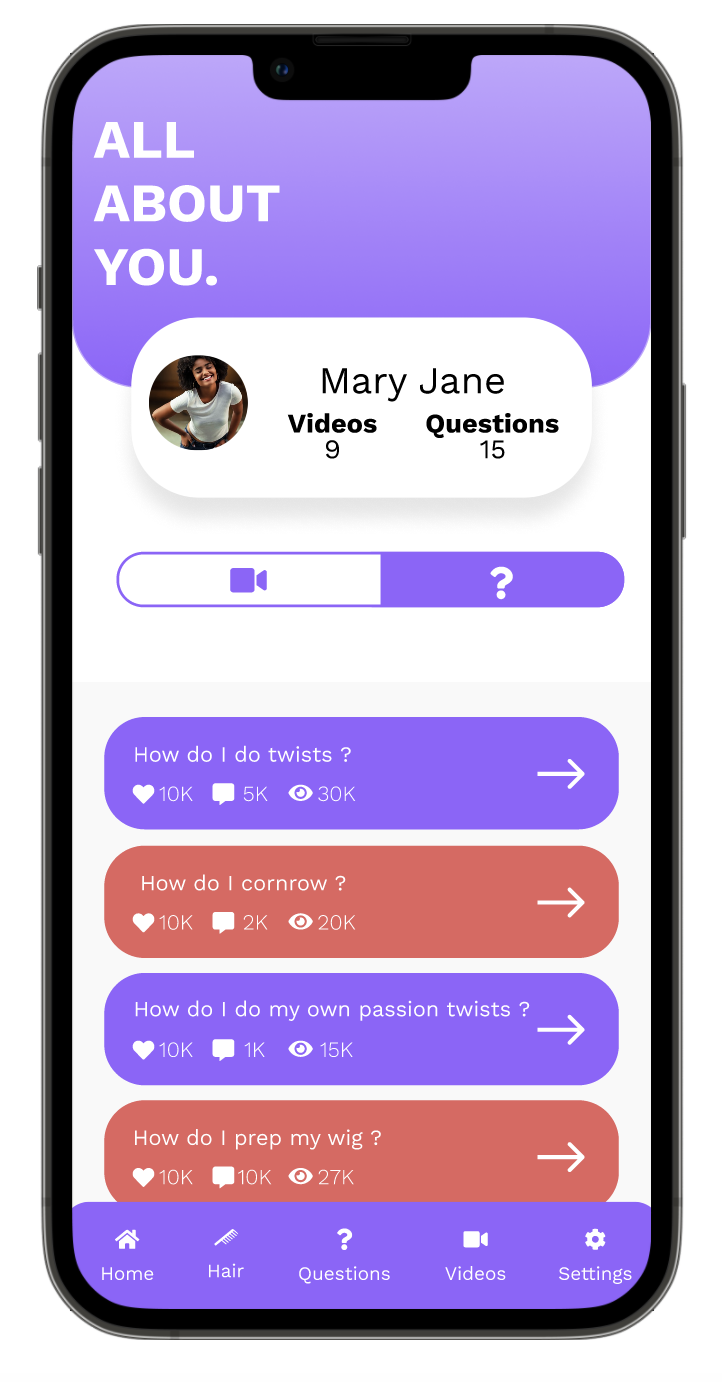 ALL
ABOUT
YOU.
Mary Jane
Videos Questions
9 15
?
How do I do twists ?
10K 5K 30K
How do I cornrow ?
10K 2K 20K
How do I do my own passion twists ?
10K 1K 15K
How do I prep my wig ?
10K 10K 27K
?
Home Hair Questions Videos Settings